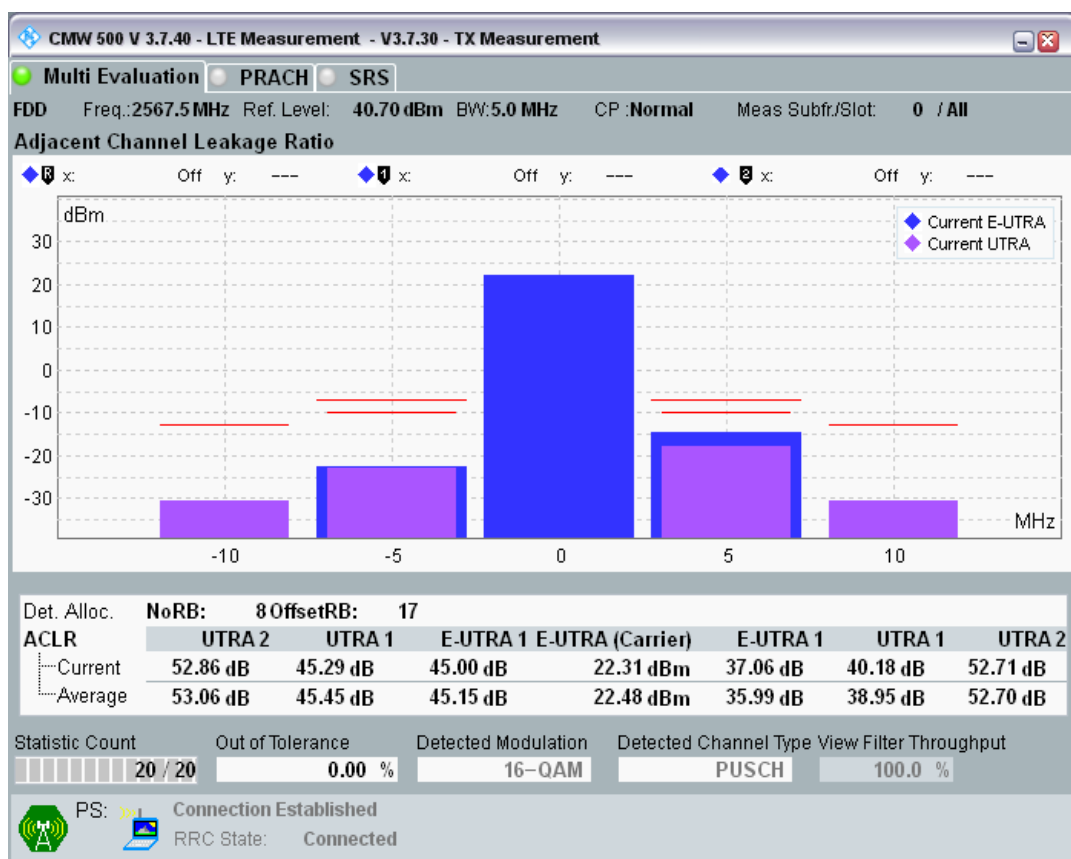 CMW 500 V 3.7.40 - LTE Measurement - V3.7.30 - TX Measurement
Multi Evaluation PRACH SRS
FDD Freq.:2567.5 MHz Ref. Level: 40.70 dBm BW:5.0 MHz CP :Normal Meas Subfr./Slot: 0 / All
Adjacent Channel Leakage Ratio
R x: Off y: --- 1 x: Off y: --- 2 x: Off y: ---
dBm
Current E-UTRA
Current UTRA
30
20
10
0
-10
-20
-30
MHz
-10 -5 0 5 10
Det. Alloc. NoRB: 8 OffsetRB: 17
ACLR UTRA 2 UTRA 1 E-UTRA 1 E-UTRA (Carrier) E-UTRA 1 UTRA 1 UTRA 2
Current 52.86 dB 45.29 dB 45.00 dB 22.31 dBm 37.06 dB 40.18 dB 52.71 dB
Average 53.06 dB 45.45 dB 45.15 dB 22.48 dBm 35.99 dB 38.95 dB 52.70 dB
Statistic Count Out of Tolerance Detected Modulation Detected Channel Type View Filter Throughput
20 / 20 0.00 % 16-QAM PUSCH 100.0 %
PS: Connection Established
RRC State: Connected